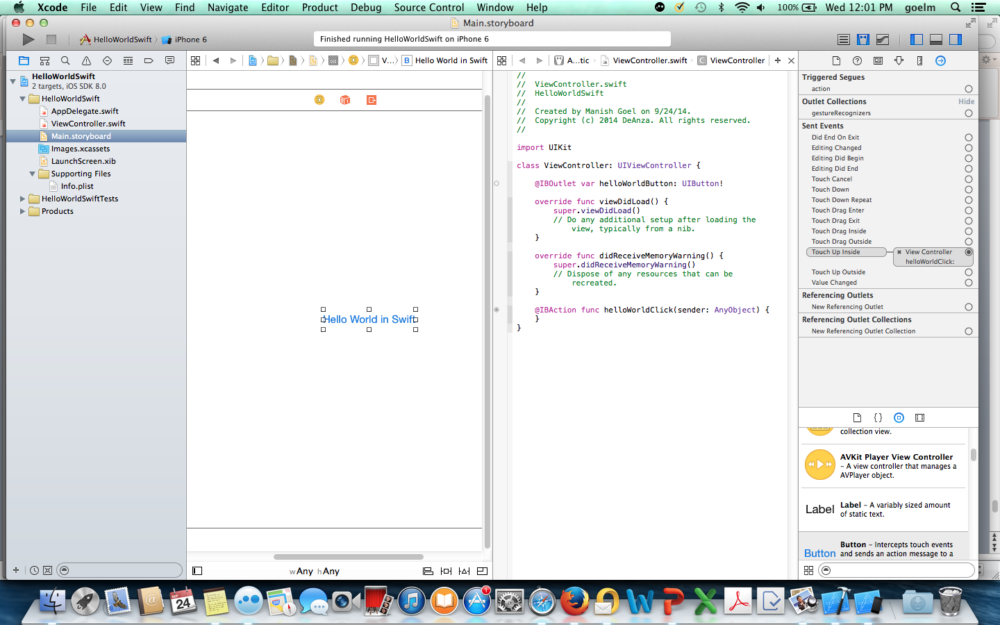 Xcode File Edit View Find Navigate Editor Product Debug Source Control Window Help 100% Wed 12:01 PM goelm
Main.storyboard
HelloWorldSwift iPhone 6
Finished running HelloWorldSwift on iPhone 6
V... B Hello World in Swift
A...tic ViewController.swift C ViewController
HelloWorldSwift
2 targets, iOS SDK 8.0
HelloWorldSwift
AppDelegate.swift
ViewController.swift
Main.storyboard
Images.xcassets
LaunchScreen.xib
Supporting Files
Info.plist
HelloWorldSwiftTests
Products
Hello World in Swift
wAny hAny
//
// ViewController.swift
// HelloWorldSwift
//
// Created by Manish Goel on 9/24/14.
// Copyright (c) 2014 DeAnza. All rights reserved.
//
import UIKit
class ViewController: UIViewController {
@IBOutlet var helloWorldButton: UIButton!
override func viewDidLoad() {
super.viewDidLoad()
// Do any additional setup after loading the
view, typically from a nib.
}
override func didReceiveMemoryWarning() {
super.didReceiveMemoryWarning()
// Dispose of any resources that can be
recreated.
}
@IBAction func helloWorldClick(sender: AnyObject) {
}
}
Triggered Segues
action
Outlet Collections Hide
gestureRecognizers
Sent Events
Did End On Exit
Editing Changed
Editing Did Begin
Editing Did End
Touch Cancel
Touch Down
Touch Down Repeat
Touch Drag Enter
Touch Drag Exit
Touch Drag Inside
Touch Drag Outside
Touch Up Inside View Controller
helloWorldClick:
Touch Up Outside
Value Changed
Referencing Outlets
New Referencing Outlet
Referencing Outlet Collections
New Referencing Outlet Collection
collection view.
AVKit Player View Controller
– A view controller that manages a
AVPlayer object.
Label Label – A variably sized amount
of static text.
Button Button – Intercepts touch events
and sends an action message to a
SEP
24
1